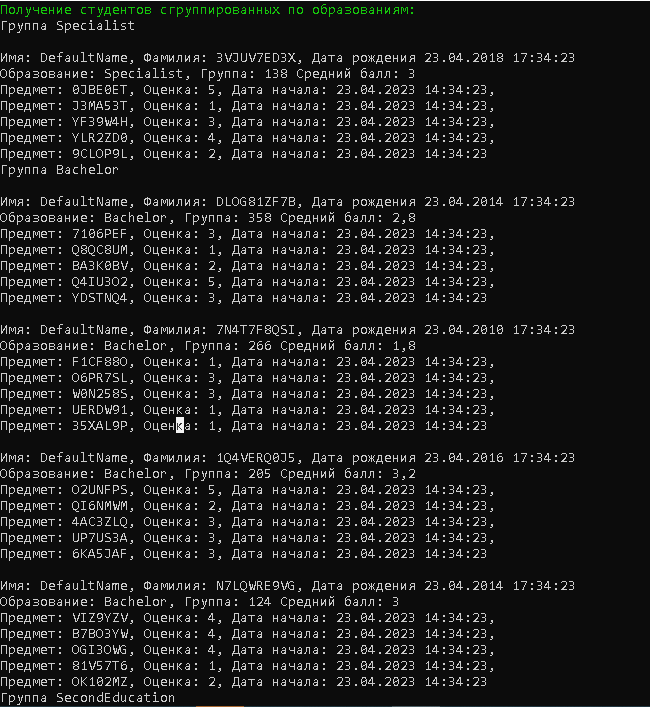 Получение студентов сгруппированных по образованиям:
Группа Specialist
Имя: DefaultName, Фамилия: 3VJUV7ED3X, Дата рождения 23.04.2018 17:34:23
Образование: Specialist, Группа: 138 Средний балл: 3
Предмет: 0JBE0ET, Оценка: 5, Дата начала: 23.04.2023 14:34:23,
Предмет: J3MA53T, Оценка: 1, Дата начала: 23.04.2023 14:34:23,
Предмет: YF39W4H, Оценка: 3, Дата начала: 23.04.2023 14:34:23,
Предмет: YLR2ZD0, Оценка: 4, Дата начала: 23.04.2023 14:34:23,
Предмет: 9CLOP9L, Оценка: 2, Дата начала: 23.04.2023 14:34:23
Группа Bachelor
Имя: DefaultName, Фамилия: DLOG81ZF7B, Дата рождения 23.04.2014 17:34:23
Образование: Bachelor, Группа: 358 Средний балл: 2,8
Предмет: 7106PEF, Оценка: 3, Дата начала: 23.04.2023 14:34:23,
Предмет: Q8QC8UM, Оценка: 1, Дата начала: 23.04.2023 14:34:23,
Предмет: BA3K0BV, Оценка: 2, Дата начала: 23.04.2023 14:34:23,
Предмет: Q4IU3O2, Оценка: 5, Дата начала: 23.04.2023 14:34:23,
Предмет: YDSTNQ4, Оценка: 3, Дата начала: 23.04.2023 14:34:23
Имя: DefaultName, Фамилия: 7N4T7F8QSI, Дата рождения 23.04.2010 17:34:23
Образование: Bachelor, Группа: 266 Средний балл: 1,8
Предмет: F1CF88O, Оценка: 1, Дата начала: 23.04.2023 14:34:23,
Предмет: O6PR7SL, Оценка: 3, Дата начала: 23.04.2023 14:34:23,
Предмет: W0N258S, Оценка: 3, Дата начала: 23.04.2023 14:34:23,
Предмет: UERDW91, Оценка: 1, Дата начала: 23.04.2023 14:34:23,
Предмет: 35XAL9P, Оценка: 1, Дата начала: 23.04.2023 14:34:23
Имя: DefaultName, Фамилия: 1Q4VERQ0J5, Дата рождения 23.04.2016 17:34:23
Образование: Bachelor, Группа: 205 Средний балл: 3,2
Предмет: O2UNFPS, Оценка: 5, Дата начала: 23.04.2023 14:34:23,
Предмет: QI6NMWM, Оценка: 2, Дата начала: 23.04.2023 14:34:23,
Предмет: 4AC3ZLQ, Оценка: 3, Дата начала: 23.04.2023 14:34:23,
Предмет: UP7US3A, Оценка: 3, Дата начала: 23.04.2023 14:34:23,
Предмет: 6KA5JAF, Оценка: 3, Дата начала: 23.04.2023 14:34:23
Имя: DefaultName, Фамилия: N7LQWRE9VG, Дата рождения 23.04.2014 17:34:23
Образование: Bachelor, Группа: 124 Средний балл: 3
Предмет: VIZ9YZV, Оценка: 4, Дата начала: 23.04.2023 14:34:23,
Предмет: B7BO3YW, Оценка: 4, Дата начала: 23.04.2023 14:34:23,
Предмет: OGI3OWG, Оценка: 4, Дата начала: 23.04.2023 14:34:23,
Предмет: 81V57T6, Оценка: 1, Дата начала: 23.04.2023 14:34:23,
Предмет: OK102MZ, Оценка: 2, Дата начала: 23.04.2023 14:34:23
Группа SecondEducation